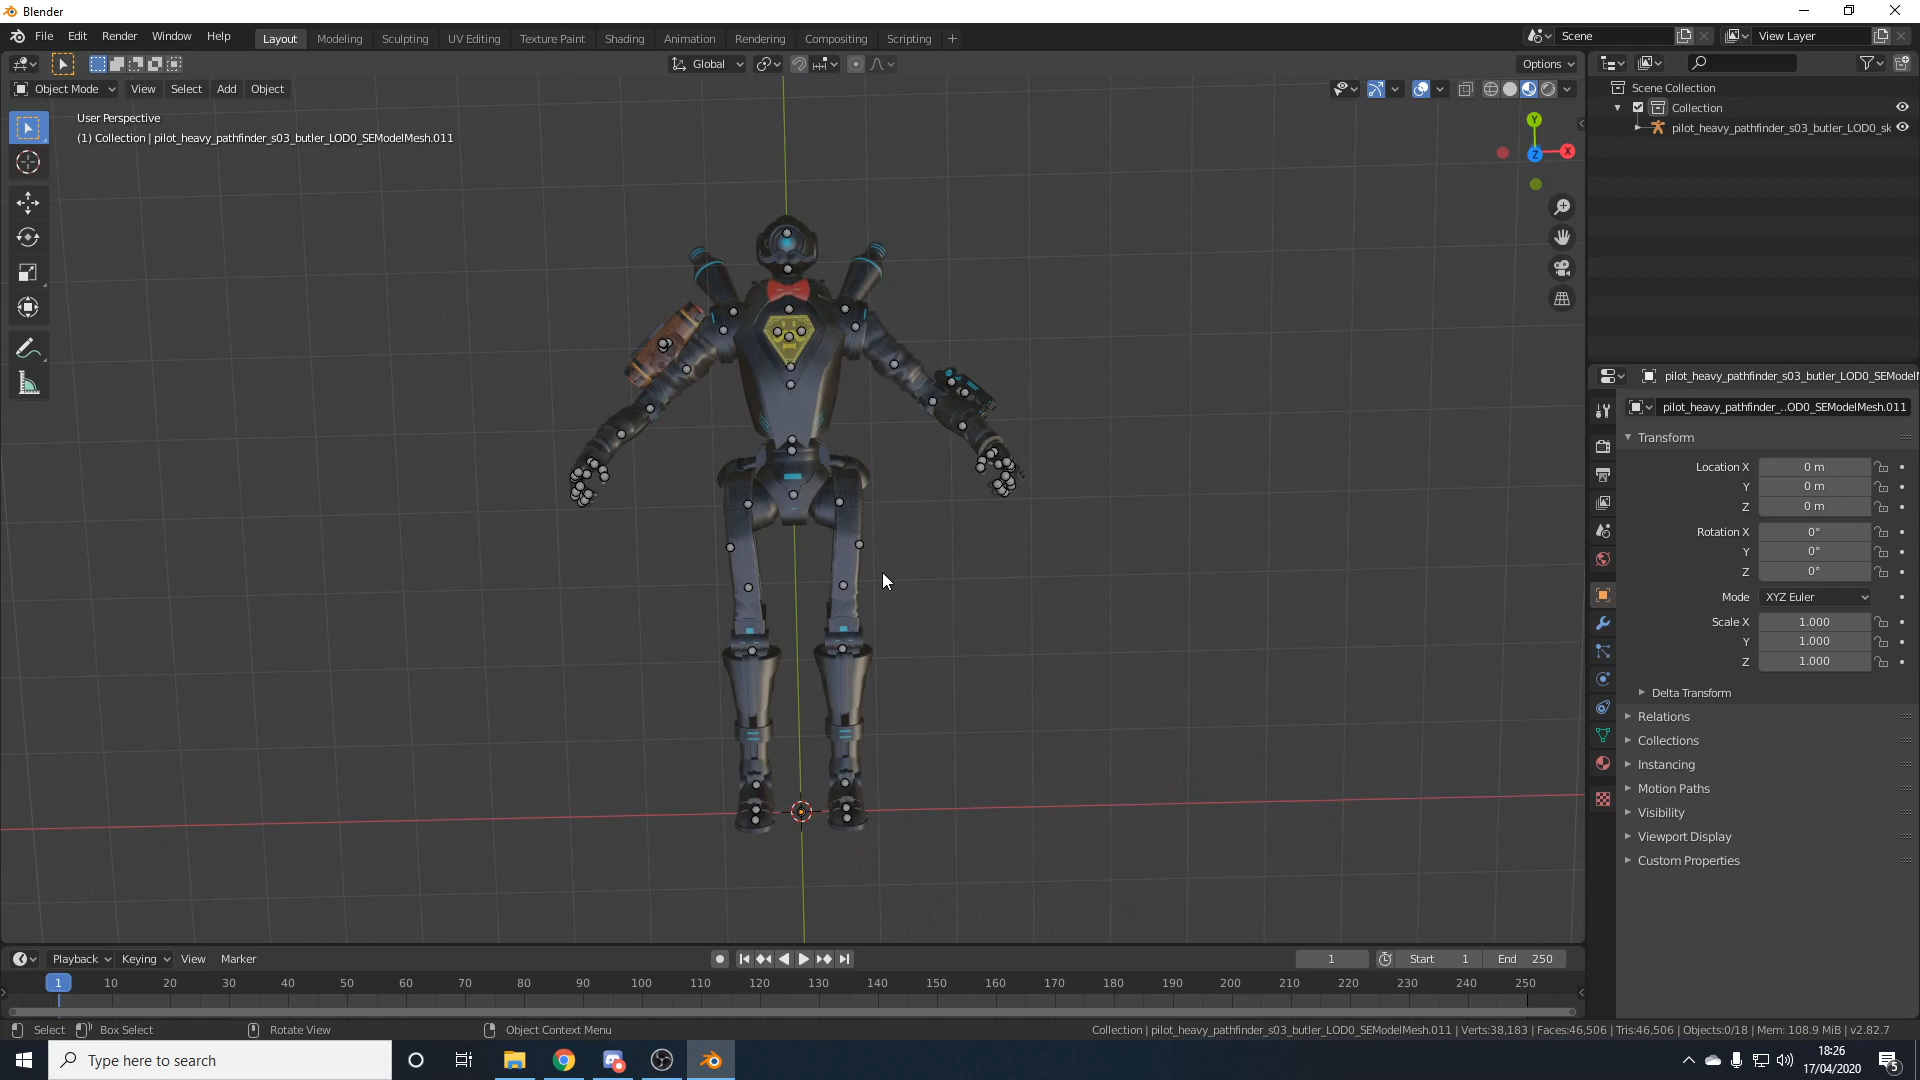 Blender
File Edit Render Window Help
Layout Modeling Sculpting UV Editing Texture Paint Shading Animation Rendering Compositing Scripting +
Scene
View Layer
Global
Options
Object Mode View Select Add Object
User Perspective
(1) Collection | pilot_heavy_pathfinder_s03_butler_LOD0_SEModelMesh.011
Y
X
Z
Scene Collection
Collection
pilot_heavy_pathfinder_s03_butler_LOD0_sk
pilot_heavy_pathfinder_s03_butler_LOD0_SEModelM
pilot_heavy_pathfinder_..OD0_SEModelMesh.011
Transform
Location X 0 m
Y 0 m
Z 0 m
Rotation X 0°
Y 0°
Z 0°
Mode XYZ Euler
Scale X 1.000
Y 1.000
Z 1.000
Delta Transform
Relations
Collections
Instancing
Motion Paths
Visibility
Viewport Display
Custom Properties
Playback Keying View Marker
1 Start 1 End 250
1 10 20 30 40 50 60 70 80 90 100 110 120 130 140 150 160 170 180 190 200 210 220 230 240 250
Select Box Select Rotate View Object Context Menu
Collection | pilot_heavy_pathfinder_s03_butler_LOD0_SEModelMesh.011 | Verts:38,183 | Faces:46,506 | Tris:46,506 | Objects:0/18 | Mem: 108.9 MiB | v2.82.7
Type here to search
18:26
17/04/2020
5